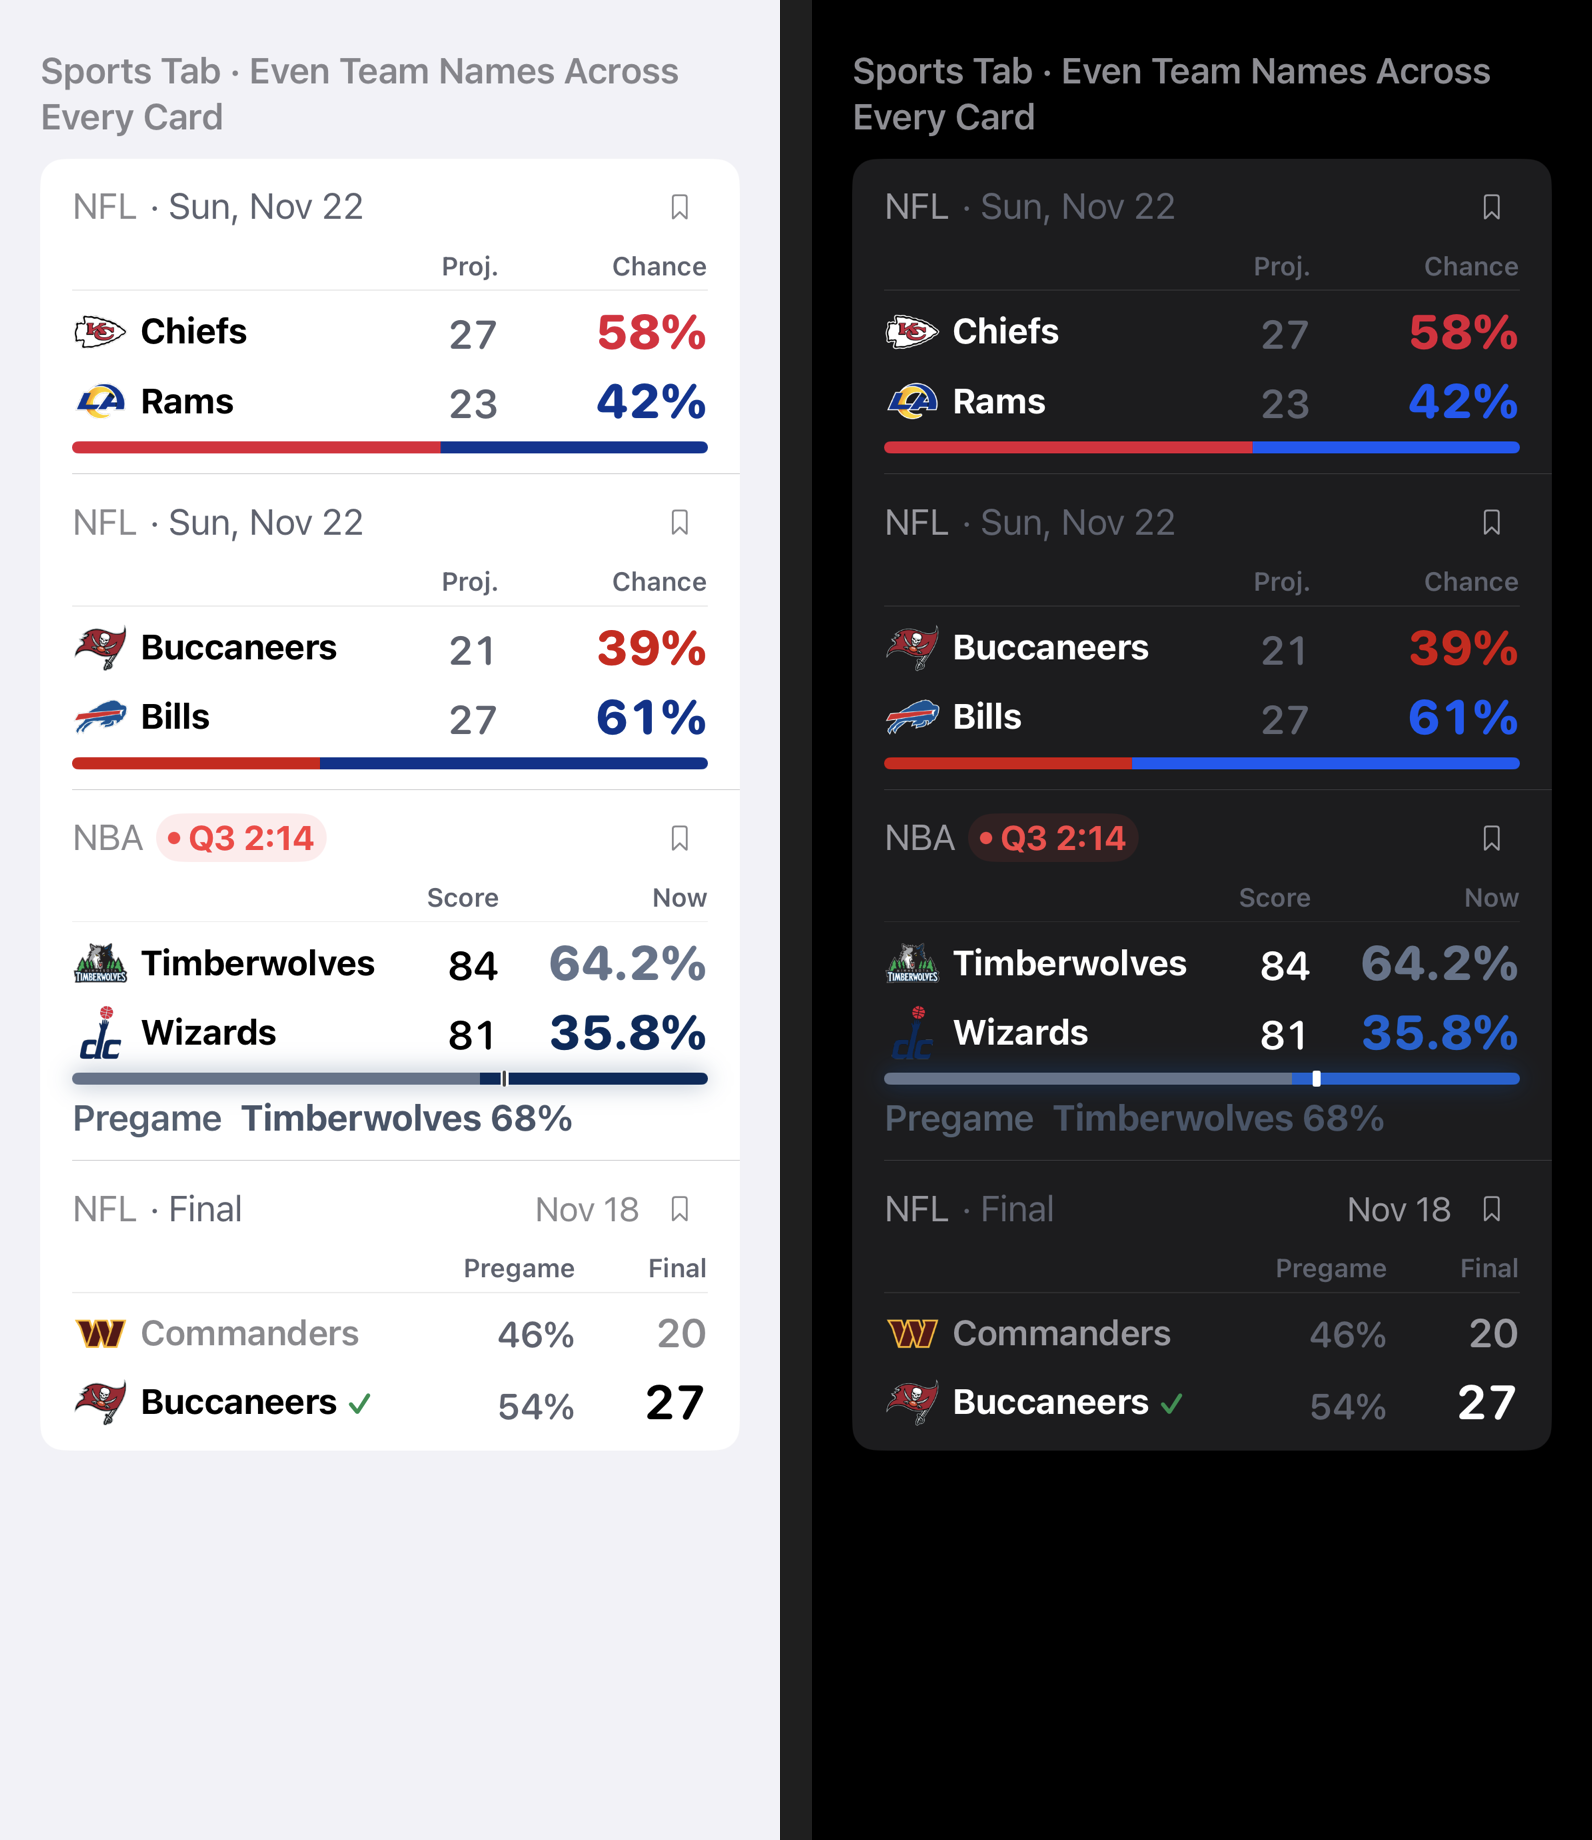 Sports Tab · Even Team Names Across
Every Card
NFL · Sun, Nov 22
Proj. Chance
Chiefs 27 58%
Rams 23 42%
NFL · Sun, Nov 22
Proj. Chance
Buccaneers 21 39%
Bills 27 61%
NBA • Q3 2:14
Score Now
TIMBERWOLVES Timberwolves 84 64.2%
dc Wizards 81 35.8%
Pregame Timberwolves 68%
NFL · Final Nov 18
Pregame Final
Commanders 46% 20
Buccaneers ✓ 54% 27
Sports Tab · Even Team Names Across
Every Card
NFL · Sun, Nov 22
Proj. Chance
Chiefs 27 58%
Rams 23 42%
NFL · Sun, Nov 22
Proj. Chance
Buccaneers 21 39%
Bills 27 61%
NBA • Q3 2:14
Score Now
TIMBERWOLVES Timberwolves 84 64.2%
dc Wizards 81 35.8%
Pregame Timberwolves 68%
NFL · Final Nov 18
Pregame Final
Commanders 46% 20
Buccaneers ✓ 54% 27